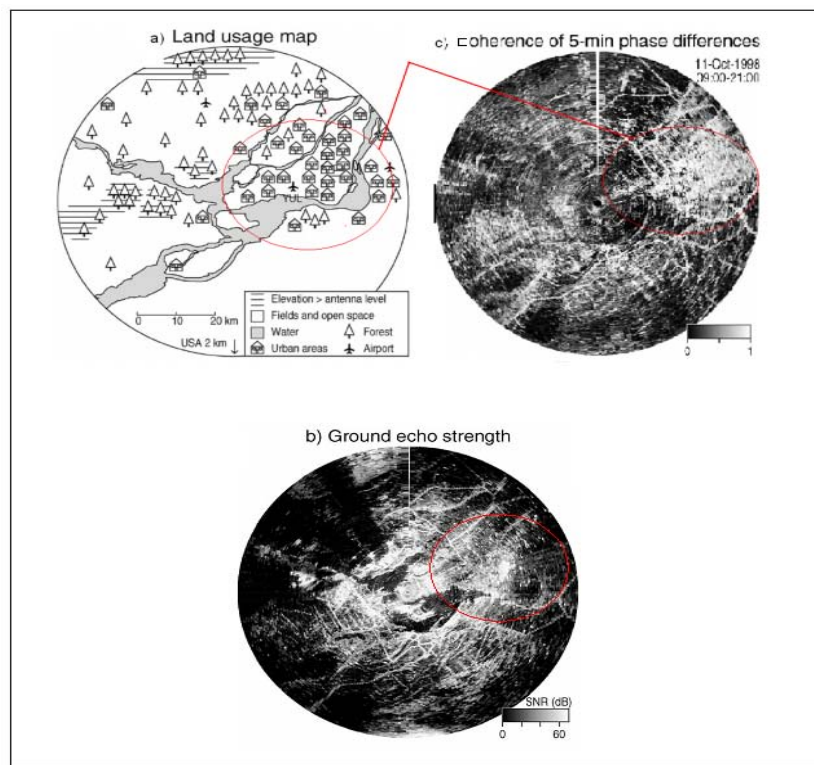 a) Land usage map
YUL
0 10 20 km
USA 2 km ↓
Elevation > antenna level
Fields and open space
Water
Forest
Urban areas
Airport
c) Coherence of 5-min phase differences
11-Oct-1998
09:00-21:00
0 1
b) Ground echo strength
SNR (dB)
0 60